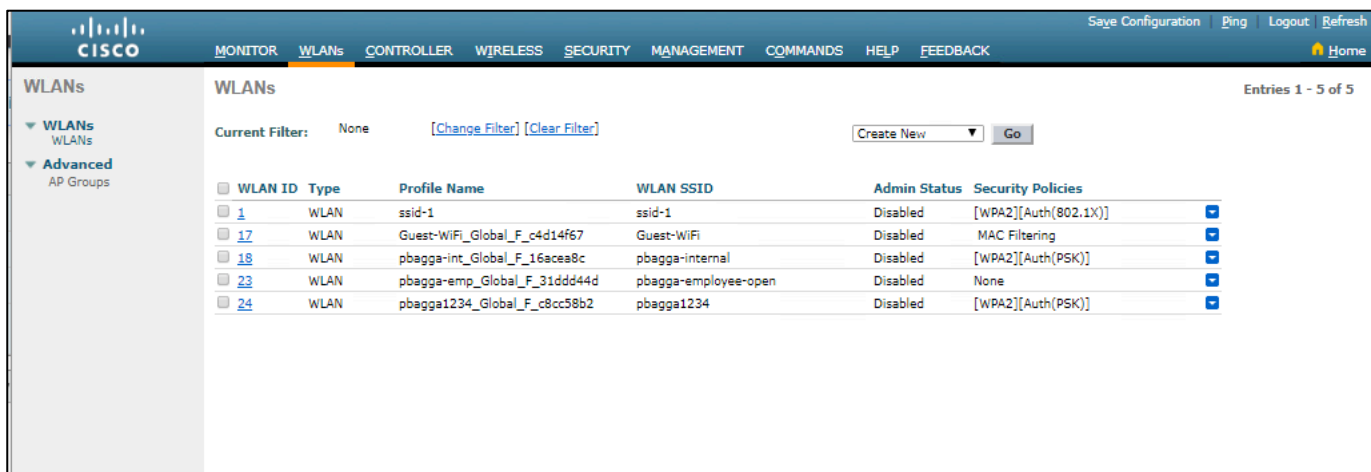 Save Configuration Ping Logout Refresh
CISCO MONITOR WLANs CONTROLLER WIRELESS SECURITY MANAGEMENT COMMANDS HELP FEEDBACK Home
WLANs
WLANs
WLANs
Advanced
AP Groups
WLANs Entries 1 - 5 of 5
Current Filter: None [Change Filter] [Clear Filter] Create New Go
WLAN ID Type Profile Name WLAN SSID Admin Status Security Policies
1 WLAN ssid-1 ssid-1 Disabled [WPA2][Auth(802.1X)]
17 WLAN Guest-WiFi_Global_F_c4d14f67 Guest-WiFi Disabled MAC Filtering
18 WLAN pbagga-int_Global_F_16acea8c pbagga-internal Disabled [WPA2][Auth(PSK)]
23 WLAN pbagga-emp_Global_F_31ddd44d pbagga-employee-open Disabled None
24 WLAN pbagga1234_Global_F_c8cc58b2 pbagga1234 Disabled [WPA2][Auth(PSK)]